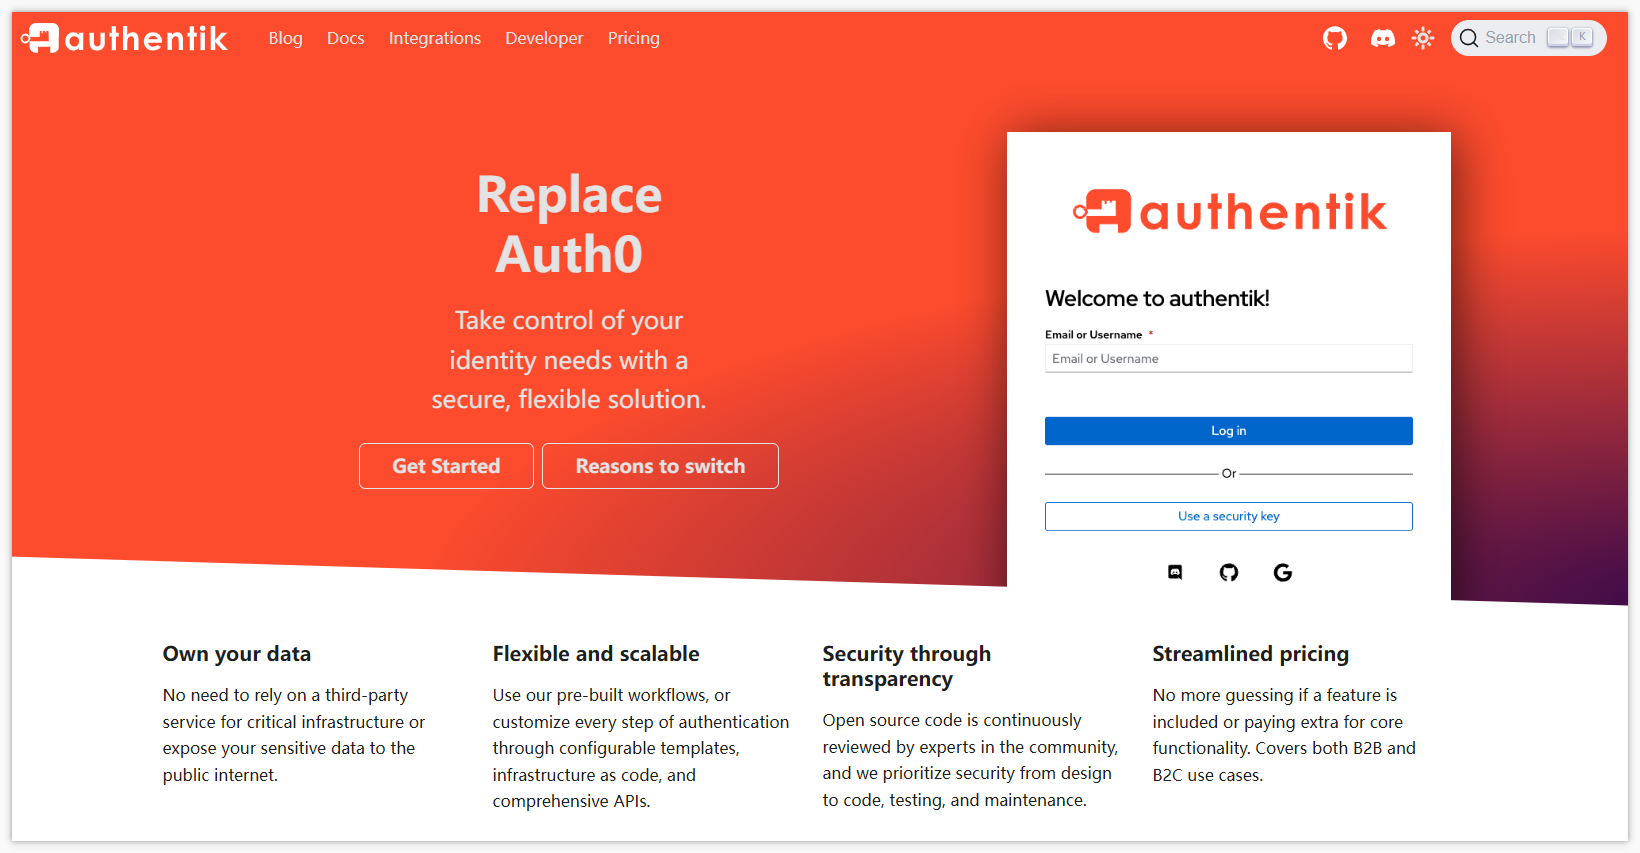 authentik Blog Docs Integrations Developer Pricing Search K
Replace
Auth0
Take control of your
identity needs with a
secure, flexible solution.
Get Started Reasons to switch
authentik
Welcome to authentik!
Email or Username *
Email or Username
Log in
Or
Use a security key
Own your data
No need to rely on a third-party
service for critical infrastructure or
expose your sensitive data to the
public internet.
Flexible and scalable
Use our pre-built workflows, or
customize every step of authentication
through configurable templates,
infrastructure as code, and
comprehensive APIs.
Security through
transparency
Open source code is continuously
reviewed by experts in the community,
and we prioritize security from design
to code, testing, and maintenance.
Streamlined pricing
No more guessing if a feature is
included or paying extra for core
functionality. Covers both B2B and
B2C use cases.